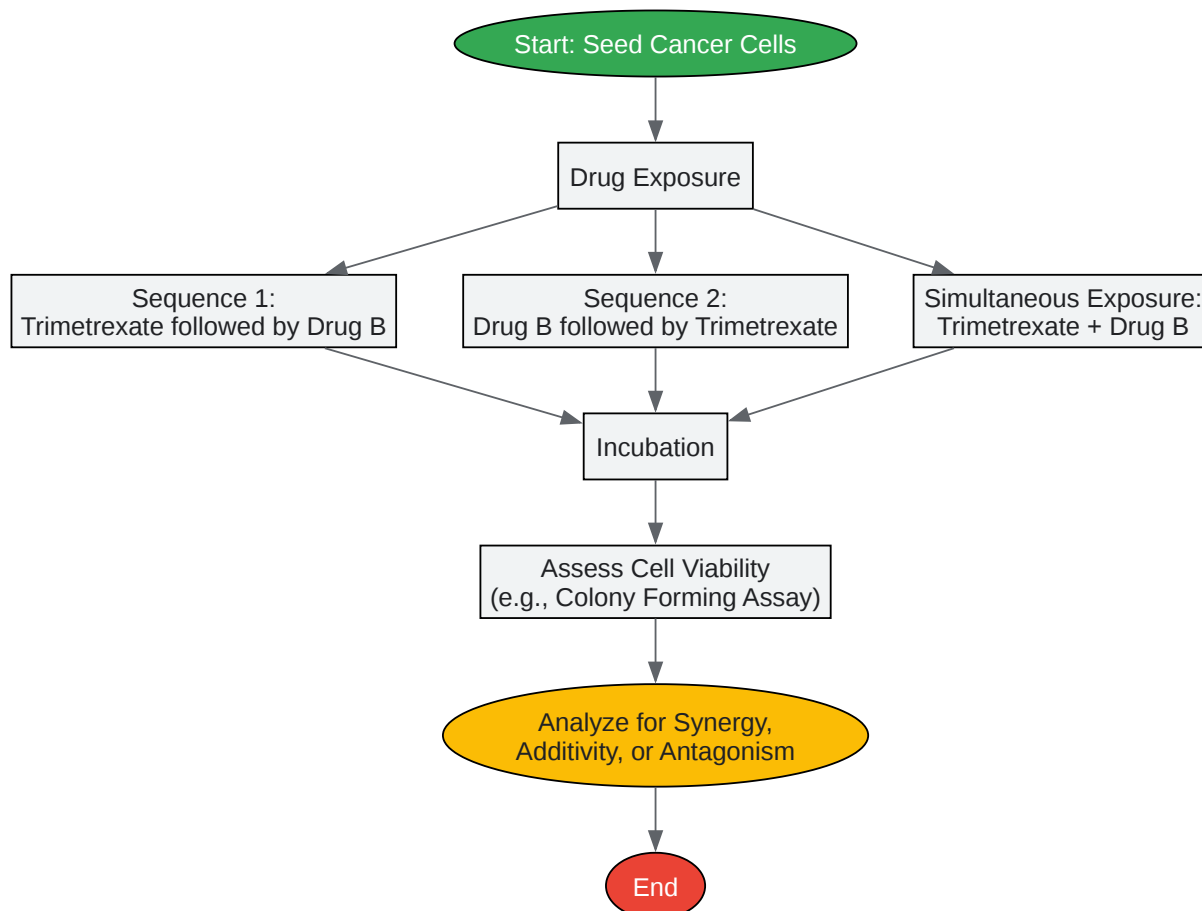 Start: Seed Cancer Cells
Drug Exposure
Sequence 1:
Trimetrexate followed by Drug B
Sequence 2:
Drug B followed by Trimetrexate
Simultaneous Exposure:
Trimetrexate + Drug B
Incubation
Assess Cell Viability
(e.g., Colony Forming Assay)
Analyze for Synergy,
Additivity, or Antagonism
End